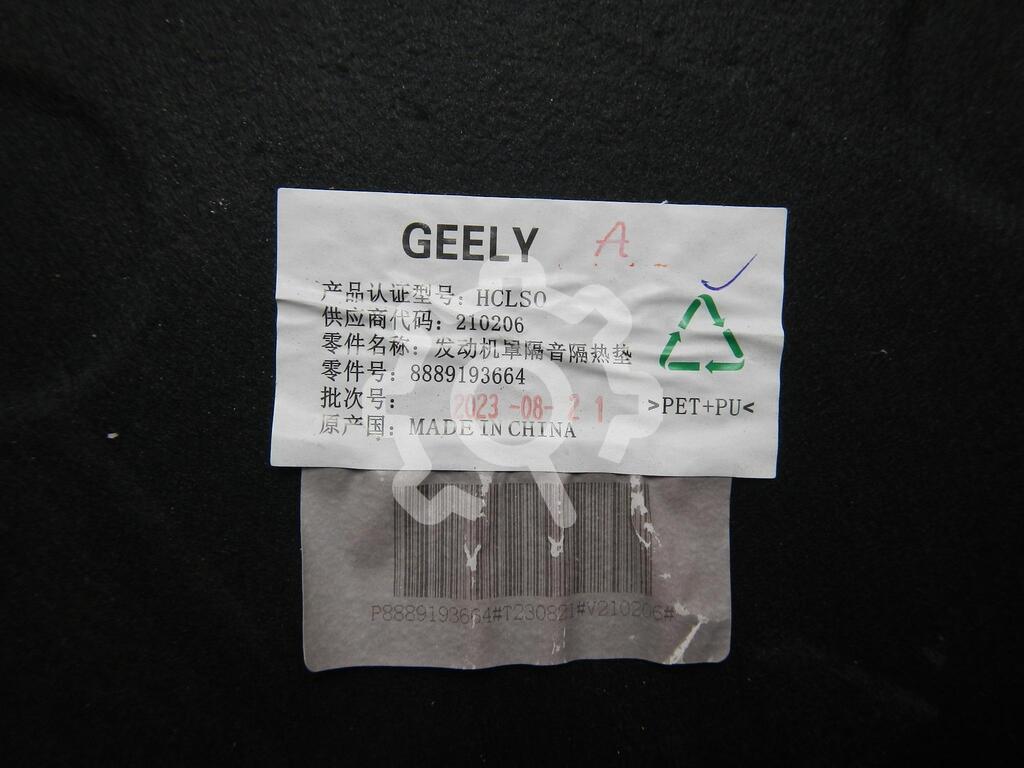 GEELY A
产品认证型号：HCLSO
供应商代码：210206
零件名称：发动机罩隔音隔热垫
零件号：8889193664
批次号：2023-08-21
>PET+PU<
原产国：MADE IN CHINA
P8889193664#T230821#V210206#